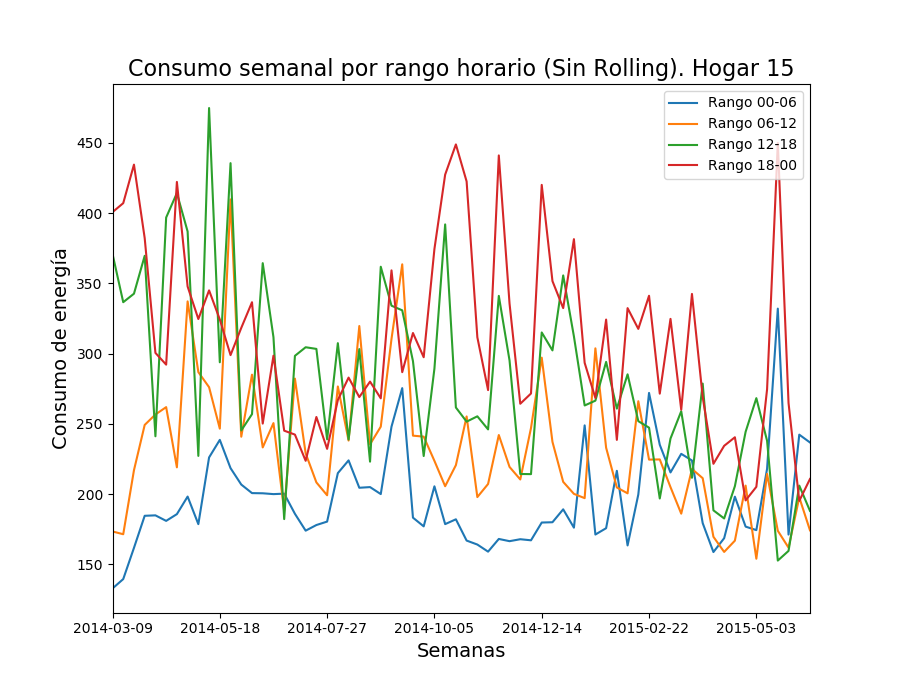 Consumo semanal por rango horario (Sin Rolling). Hogar 15
Rango 00-06
Rango 06-12
Rango 12-18
Rango 18-00
Consumo de energía
450
400
350
300
250
200
150
2014-03-09
2014-05-18
2014-07-27
2014-10-05
2014-12-14
2015-02-22
2015-05-03
Semanas